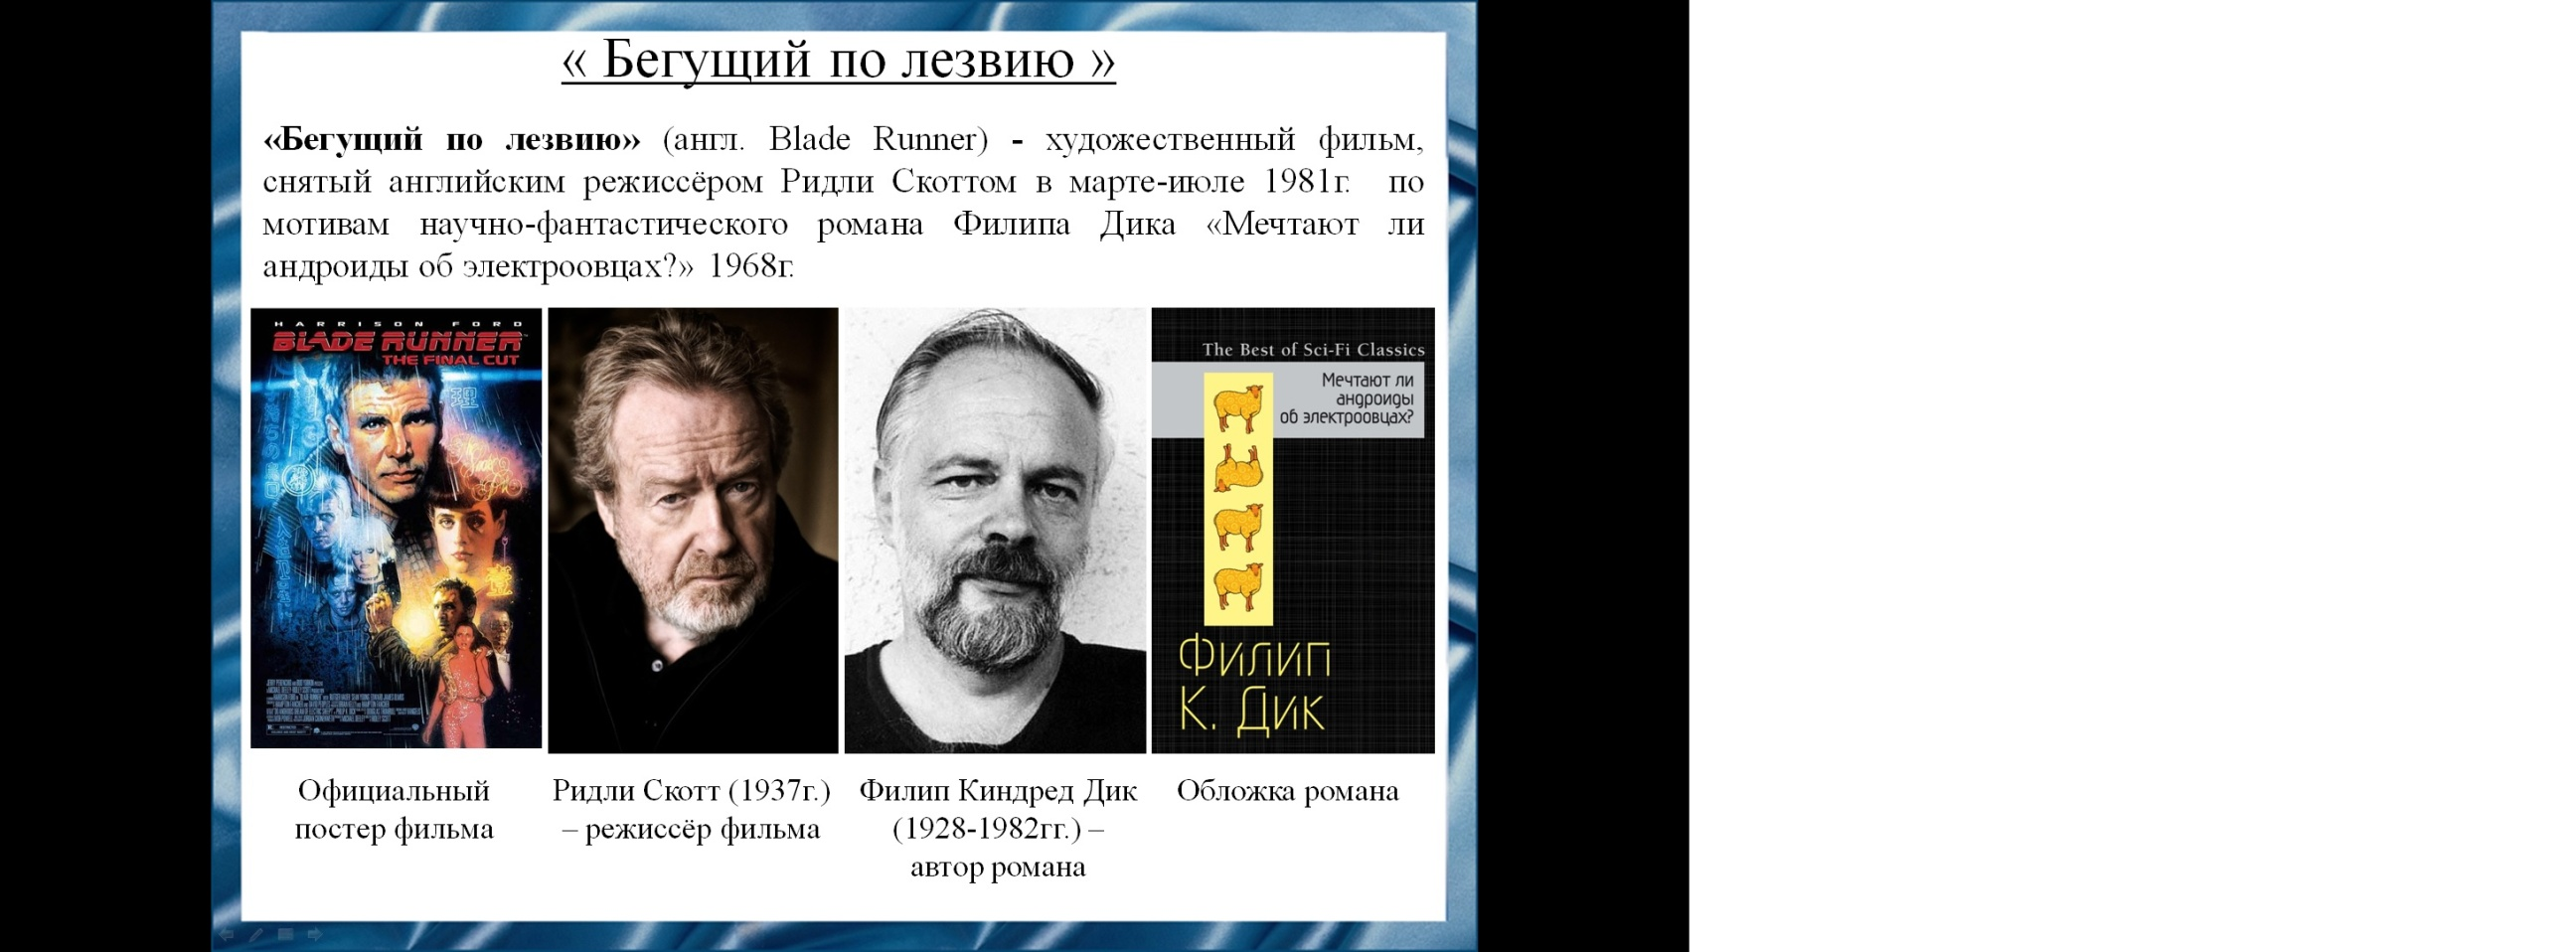 « Бегущий по лезвию »
«Бегущий по лезвию» (англ. Blade Runner) - художественный фильм,
снятый английским режиссёром Ридли Скоттом в марте-июле 1981г. по
мотивам научно-фантастического романа Филипа Дика «Мечтают ли
андроиды об электроовцах?» 1968г.
HARRISON FORD
BLADE RUNNER
THE FINAL CUT
The Best of Sci-Fi Classics
Мечтают ли
андроиды
об электроовцах?
Филип
К. Дик
Официальный
постер фильма
Ридли Скотт (1937г.)
– режиссёр фильма
Филип Киндред Дик
(1928-1982гг.) –
автор романа
Обложка романа